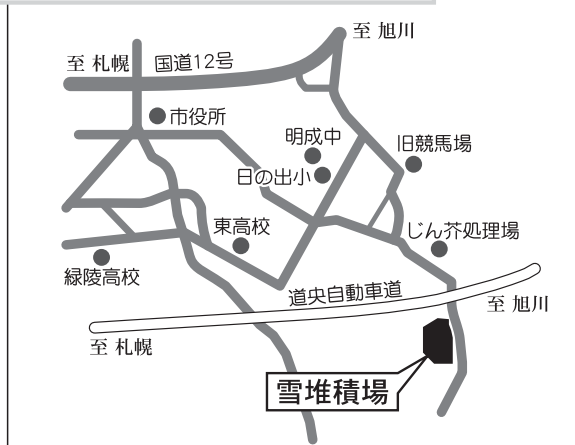 至 旭川
至 札幌
国道12号
市役所
明成中
旧競馬場
日の出小
東高校
じん芥処理場
緑陵高校
道央自動車道
至 旭川
至 札幌
雪堆積場